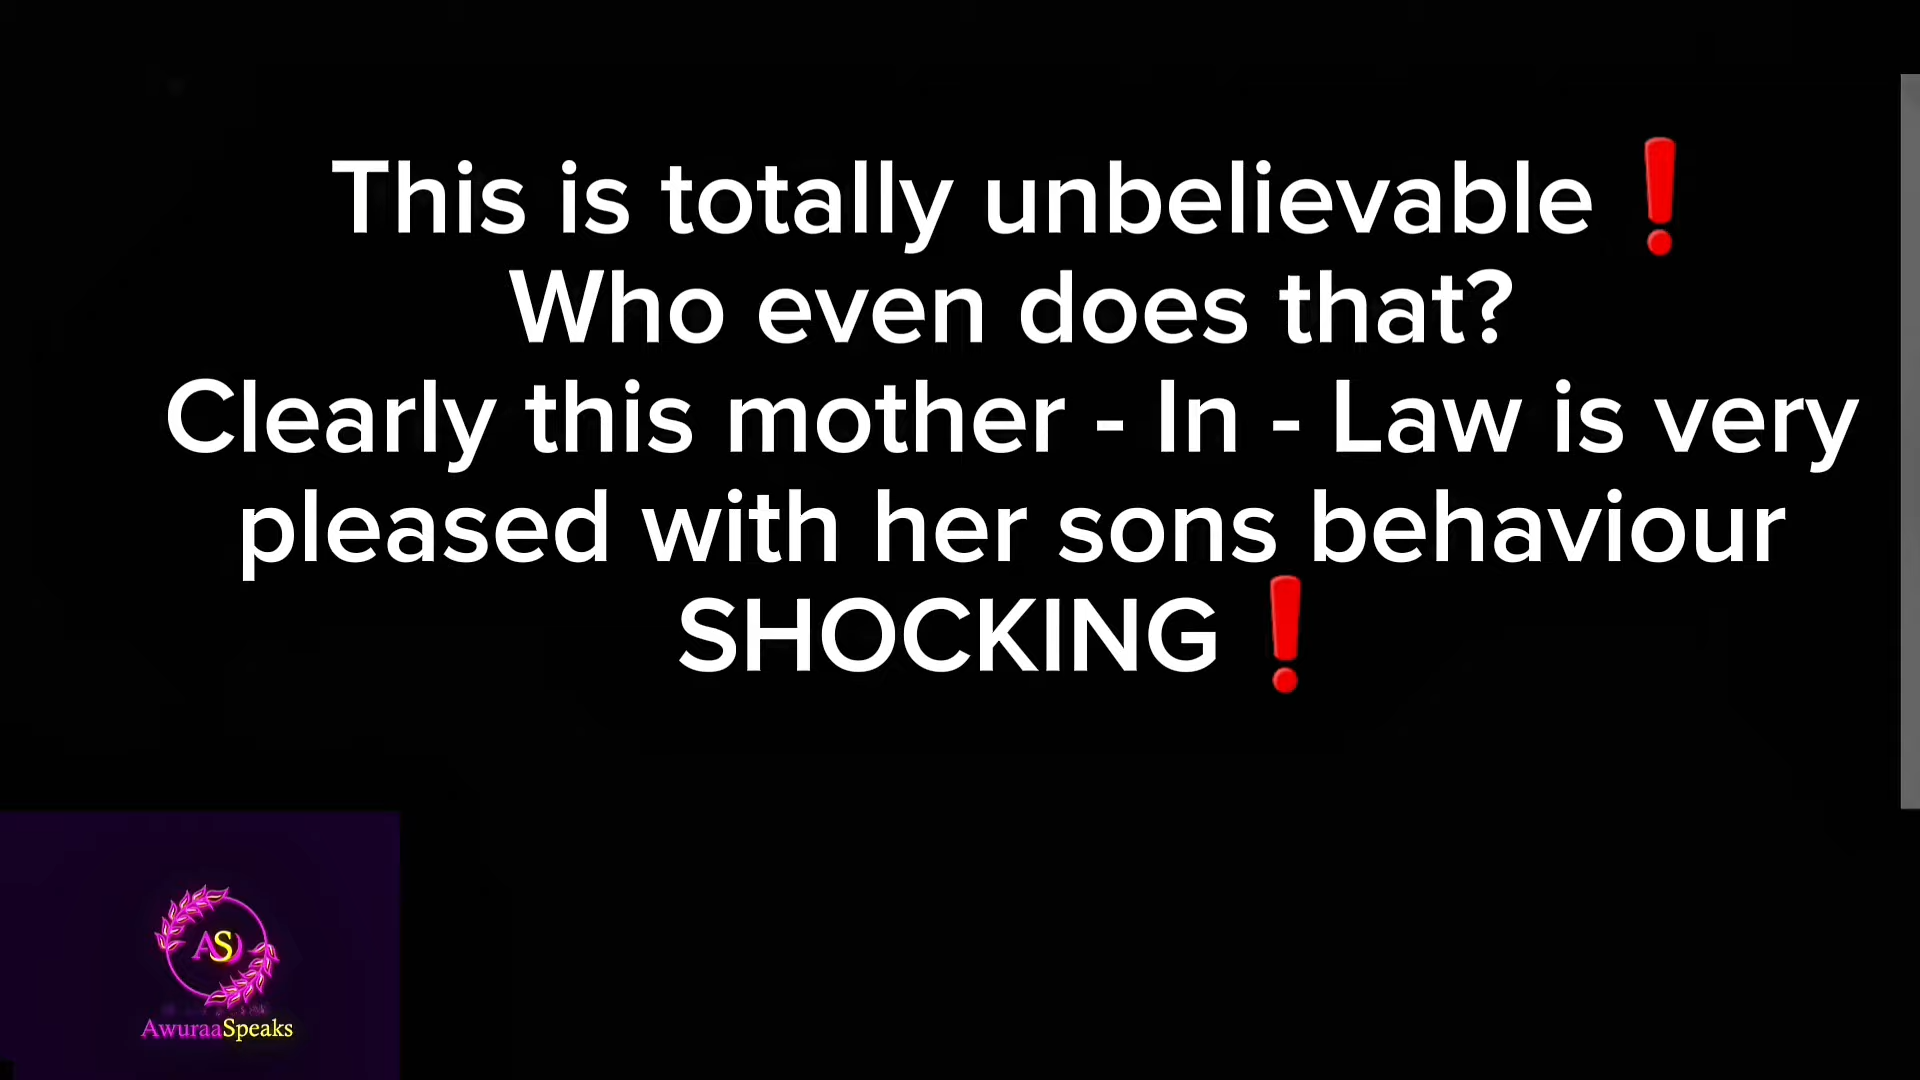 This is totally unbelievable❗
Who even does that?
Clearly this mother - In - Law is very
pleased with her sons behaviour
SHOCKING❗
AS
AwuraaSpeaks